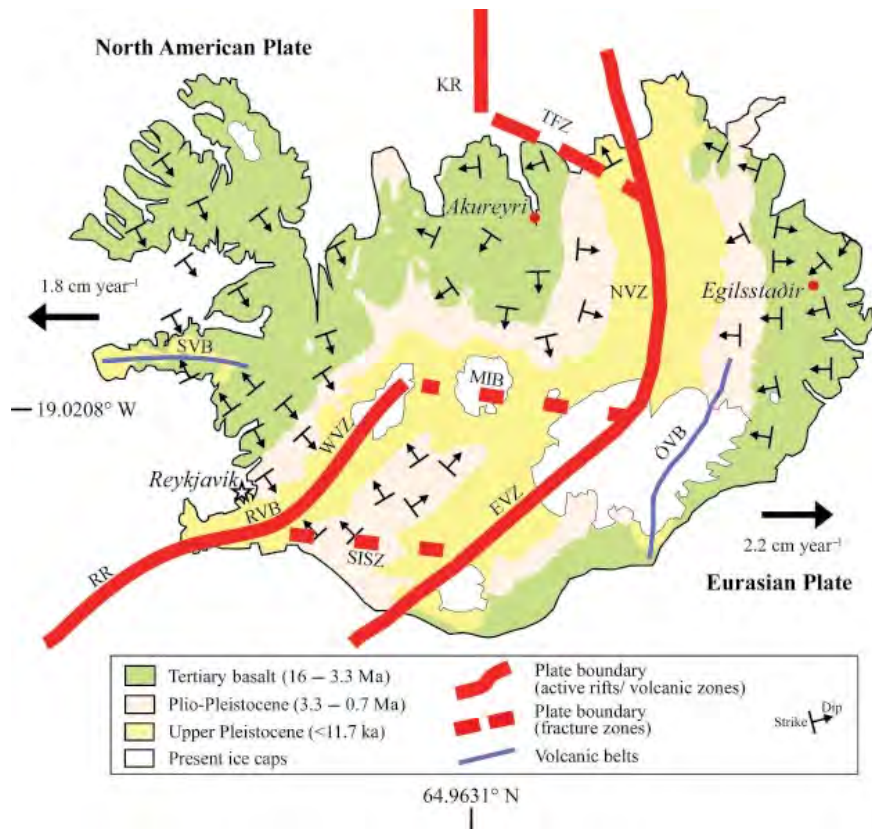 North American Plate
KR
TFZ
Akureyri
1.8 cm year⁻¹
NVZ
Egilsstaðir
SVB
MIB
19.0208° W
WVZ
ÖVB
Reykjavík
RVB
EVZ
SISZ
2.2 cm year⁻¹
RR
Eurasian Plate
Tertiary basalt (16 – 3.3 Ma)
Plio-Pleistocene (3.3 – 0.7 Ma)
Upper Pleistocene (<11.7 ka)
Present ice caps
Plate boundary
(active rifts/ volcanic zones)
Plate boundary
(fracture zones)
Volcanic belts
Strike
Dip
64.9631° N